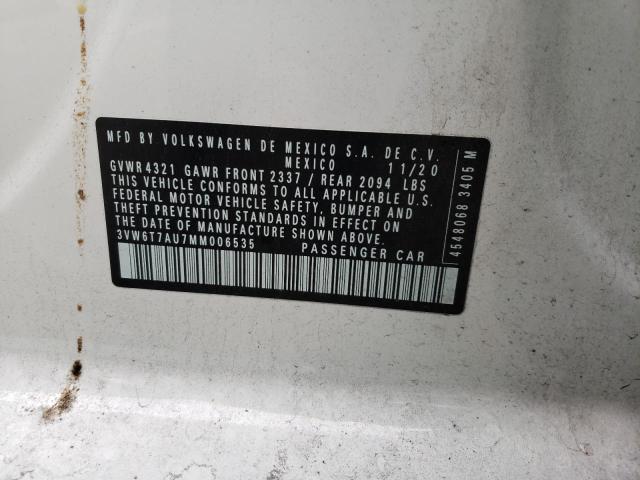 MFD BY VOLKSWAGEN DE MEXICO S.A. DE C.V.
MEXICO 11/20
GVWR 4321 GAWR FRONT 2337 / REAR 2094 LBS
THIS VEHICLE CONFORMS TO ALL APPLICABLE U.S.
FEDERAL MOTOR VEHICLE SAFETY, BUMPER AND
THEFT PREVENTION STANDARDS IN EFFECT ON
THE DATE OF MANUFACTURE SHOWN ABOVE.
3VW6T7AU7MM006535 PASSENGER CAR
4548068 3405 M